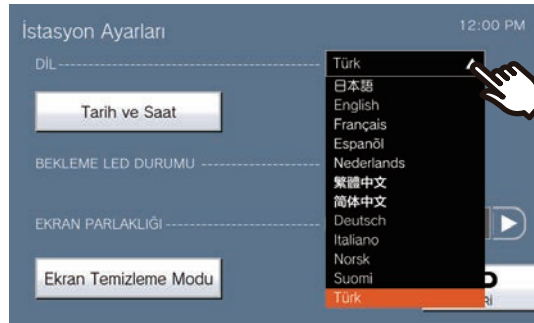 İstasyon Ayarları
12:00 PM
DİL
Türk
Tarih ve Saat
日本語
English
Français
Espanõl
Nederlands
繁體中文
简体中文
Deutsch
Italiano
Norsk
Suomi
Türk
BEKLEME LED DURUMU
EKRAN PARLAKLIĞI
Ekran Temizleme Modu